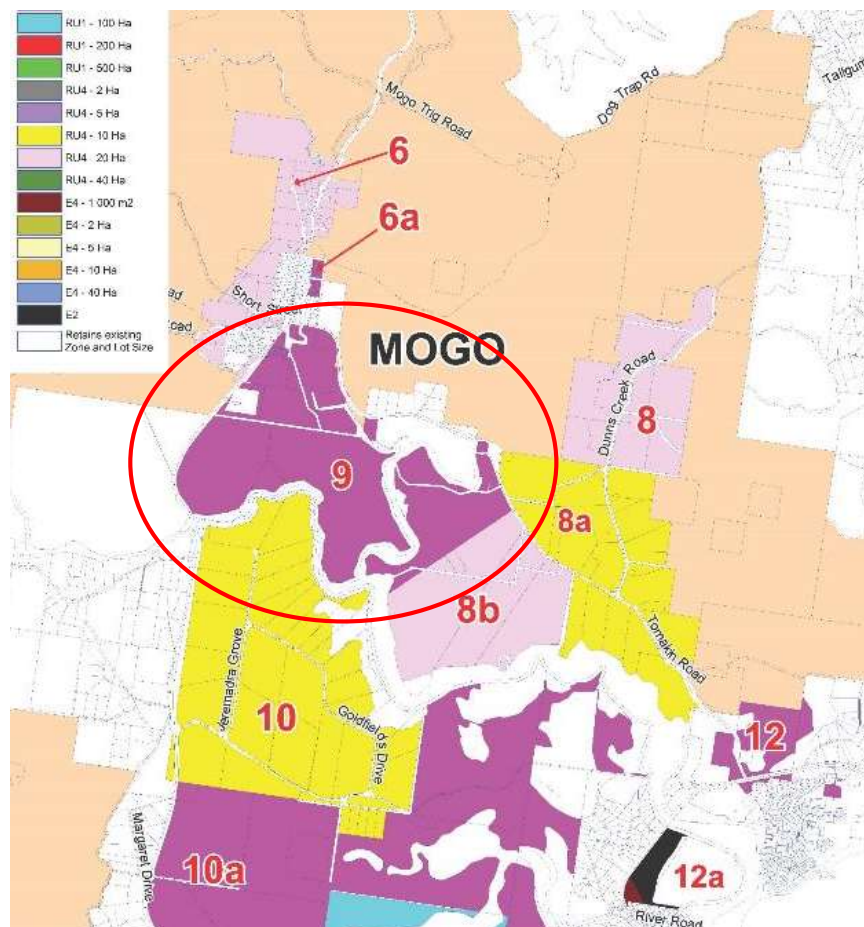 RU1 - 100 Ha
RU1 - 200 Ha
RU1 - 500 Ha
RU4 - 2 Ha
RU4 - 5 Ha
RU4 - 10 Ha
RU4 - 20 Ha
RU4 - 40 Ha
E4 - 1 000 m2
E4 - 2 Ha
E4 - 5 Ha
E4 - 10 Ha
E4 - 40 Ha
E2
Retains existing
Zone and Lot Size
Mogo Trig Road
Dog Trap Rd
6
6a
Short Street
ad
oad
MOGO
Dunns Creek Road
8
9
8a
8b
Tomakin Road
Jeremadra Grove
10
Goldfield's Drive
12
Margaret Drive
10a
12a
River Road